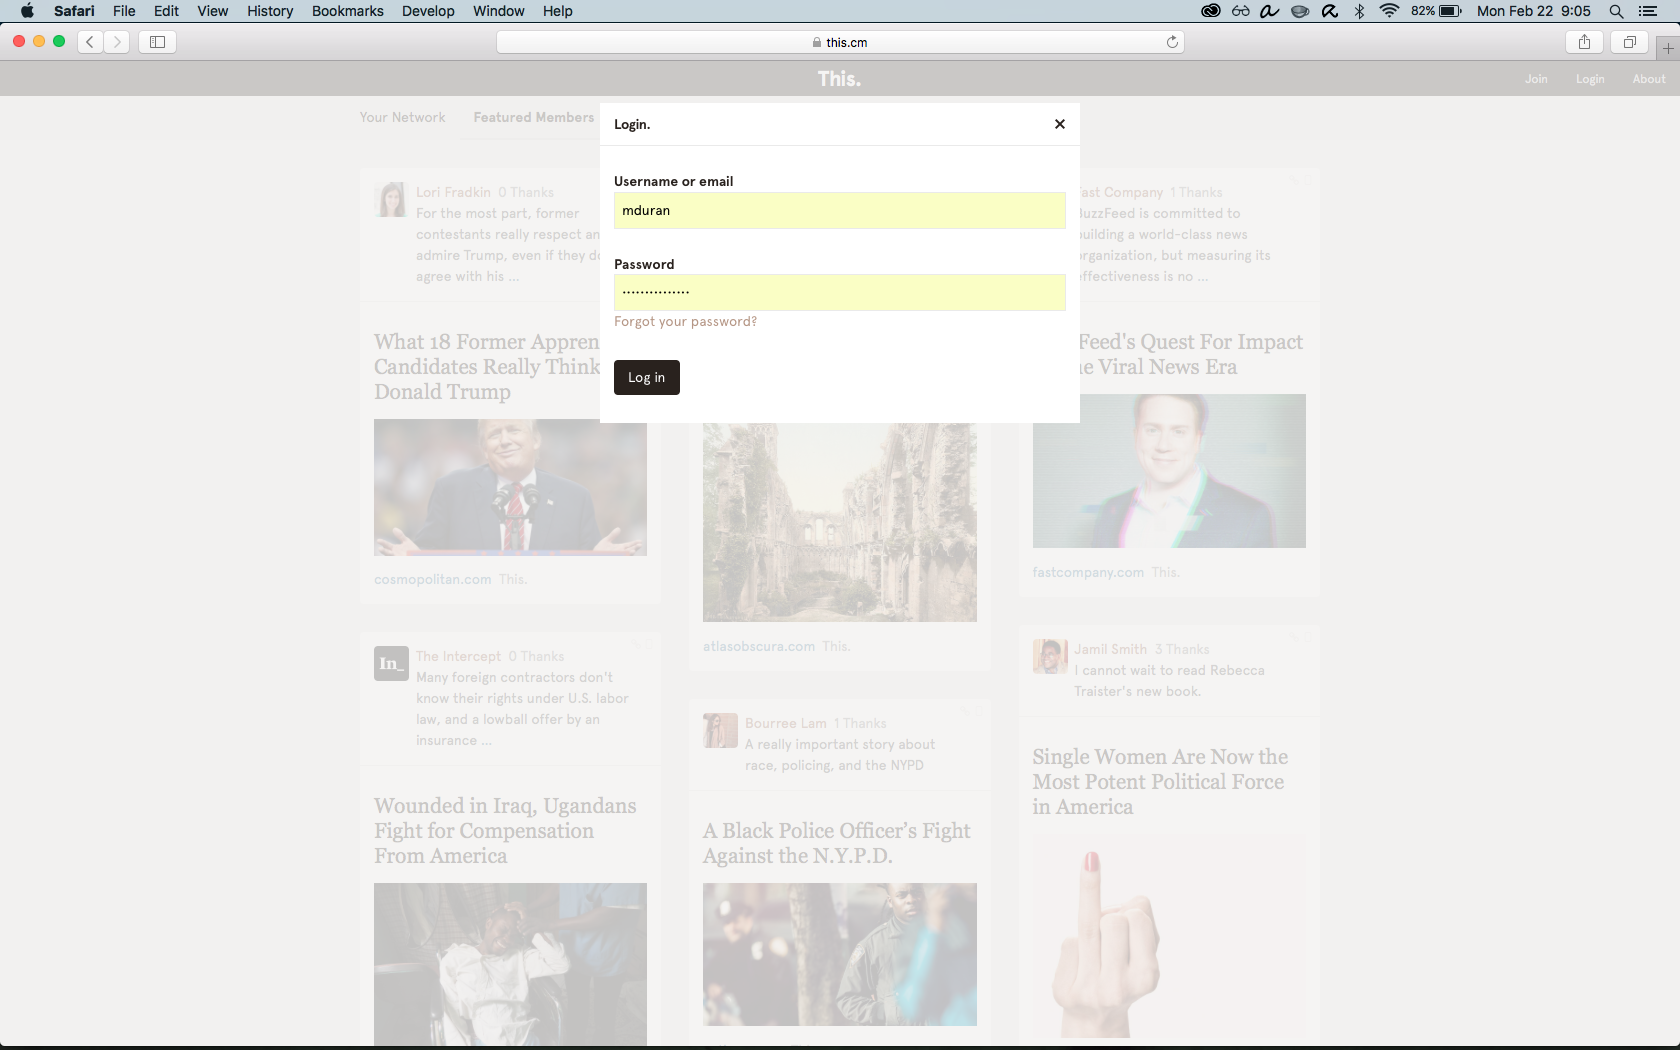 Safari File Edit View History Bookmarks Develop Window Help 82% Mon Feb 22 9:05
this.cm
This.
Join Login About
Your Network Featured Members
Login.
Username or email
mduran
Password
Forgot your password?
Log in
Lori Fradkin 0 Thanks
For the most part, former
contestants really respect
admire Trump, even if they
agree with his ...
What 18 Former
Candidates Really Think
Donald Trump
cosmopolitan.com This.
In_
The Intercept 0 Thanks
Many foreign contractors don't
know their rights under U.S. labor
law, and a lowball offer by an
insurance ...
Wounded in Iraq, Ugandans
Fight for Compensation
From America
atlasobscura.com This.
Bourree Lam 1 Thanks
A really important story about
race, policing, and the NYPD
A Black Police Officer's Fight
Against the N.Y.P.D.
Fast Company 1 Thanks
BuzzFeed is committed to
building a world-class news
organization, but measuring its
effectiveness is no ...
Feed's Quest For Impact
Viral News Era
fastcompany.com This.
Jamil Smith 3 Thanks
I cannot wait to read Rebecca
Traister's new book.
Single Women Are Now the
Most Potent Political Force
in America